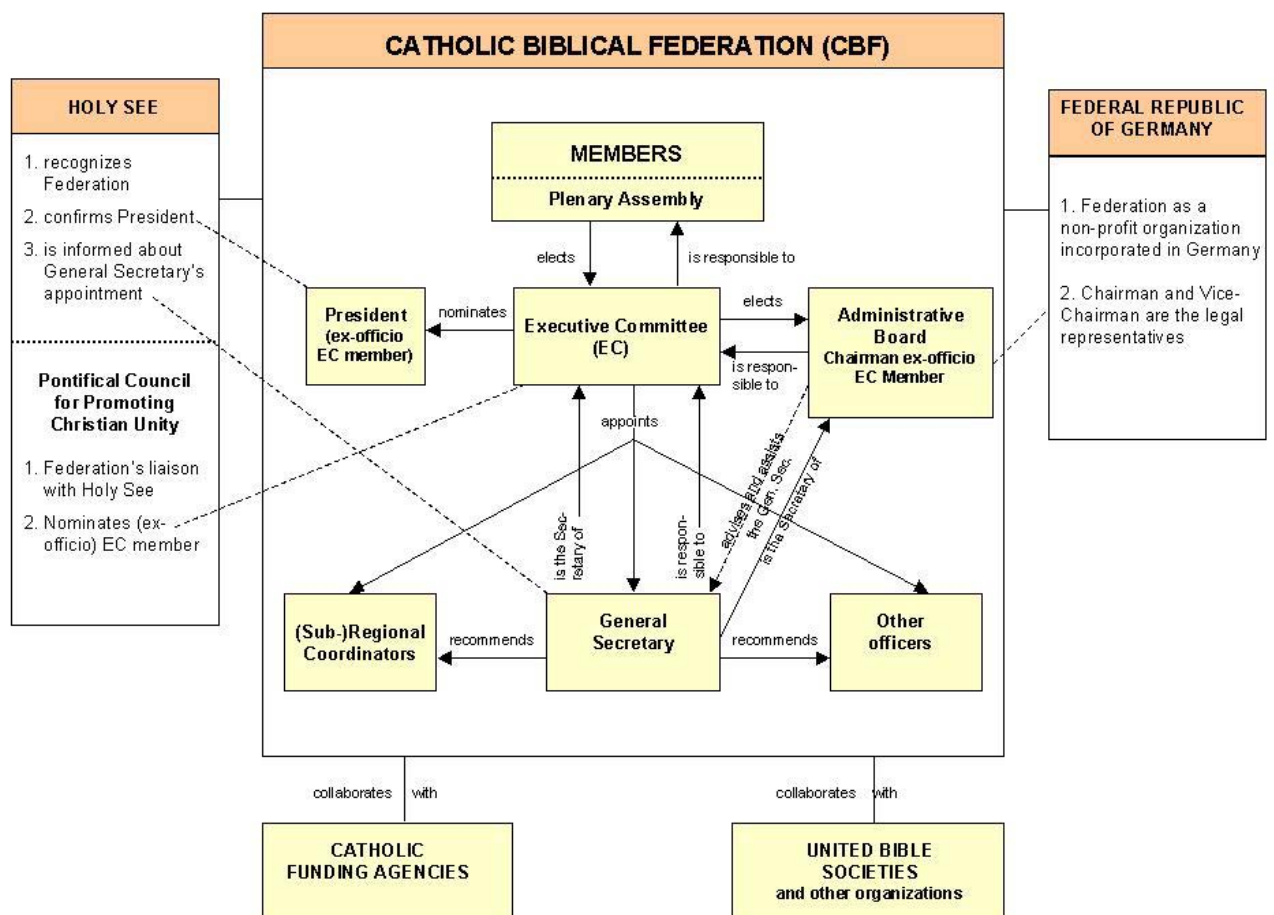 CATHOLIC BIBLICAL FEDERATION (CBF)
HOLY SEE
1. recognizes
Federation
2. confirms President
3. is informed about
General Secretary's
appointment
Pontifical Council
for Promoting
Christian Unity
1. Federation's liaison
with Holy See
2. Nominates (ex-
officio) EC member
FEDERAL REPUBLIC
OF GERMANY
1. Federation as a
non-profit organization
incorporated in Germany
2. Chairman and Vice-
Chairman are the legal
representatives
MEMBERS
Plenary Assembly
elects
is responsible to
President
(ex-officio
EC member)
nominates
Executive Committee
(EC)
elects
is respon-
sible to
Administrative
Board
Chairman ex-officio
EC Member
appoints
is the Sec-
retary of
is respon-
sible to
advises and assists
the Gen. Sec.
is the Secretary of
(Sub-)Regional
Coordinators
recommends
General
Secretary
recommends
Other
officers
collaborates with
collaborates with
CATHOLIC
FUNDING AGENCIES
UNITED BIBLE
SOCIETIES
and other organizations